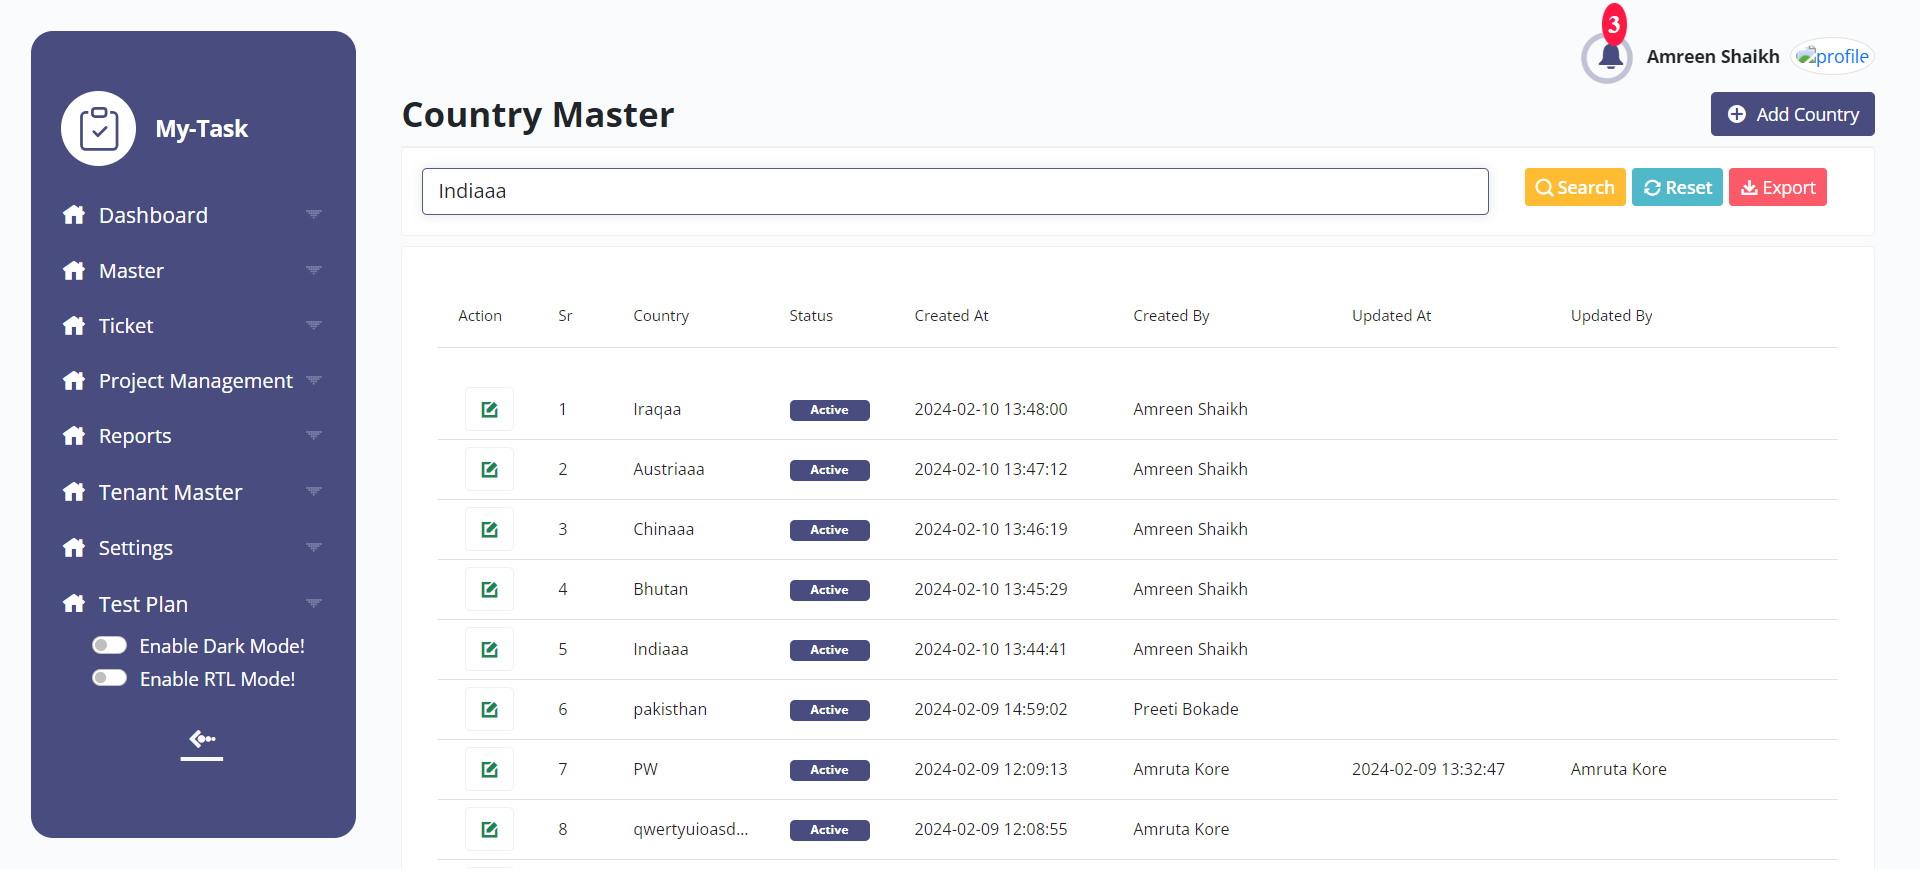 3
Amreen Shaikh
profile
My-Task
Dashboard
Master
Ticket
Project Management
Reports
Tenant Master
Settings
Test Plan
Enable Dark Mode!
Enable RTL Mode!
Country Master
Add Country
Indiaaa
Search Reset Export
Action Sr Country Status Created At Created By Updated At Updated By
1 Iraqaa Active 2024-02-10 13:48:00 Amreen Shaikh
2 Austriaaa Active 2024-02-10 13:47:12 Amreen Shaikh
3 Chinaaa Active 2024-02-10 13:46:19 Amreen Shaikh
4 Bhutan Active 2024-02-10 13:45:29 Amreen Shaikh
5 Indiaaa Active 2024-02-10 13:44:41 Amreen Shaikh
6 pakisthan Active 2024-02-09 14:59:02 Preeti Bokade
7 PW Active 2024-02-09 12:09:13 Amruta Kore 2024-02-09 13:32:47 Amruta Kore
8 qwertyuioasd... Active 2024-02-09 12:08:55 Amruta Kore